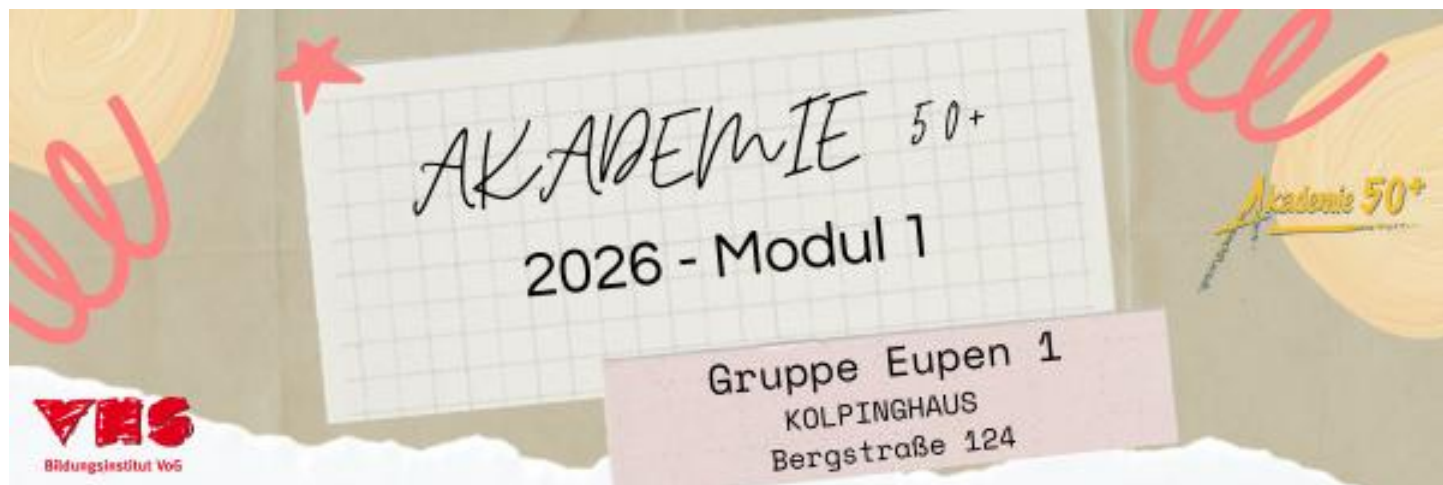 AKADEMIE 50+
2026 - Modul 1
Akademie 50+
Gruppe Eupen 1
KOLPINGHAUS
Bergstraße 124
VHS
Bildungsinstitut VoG